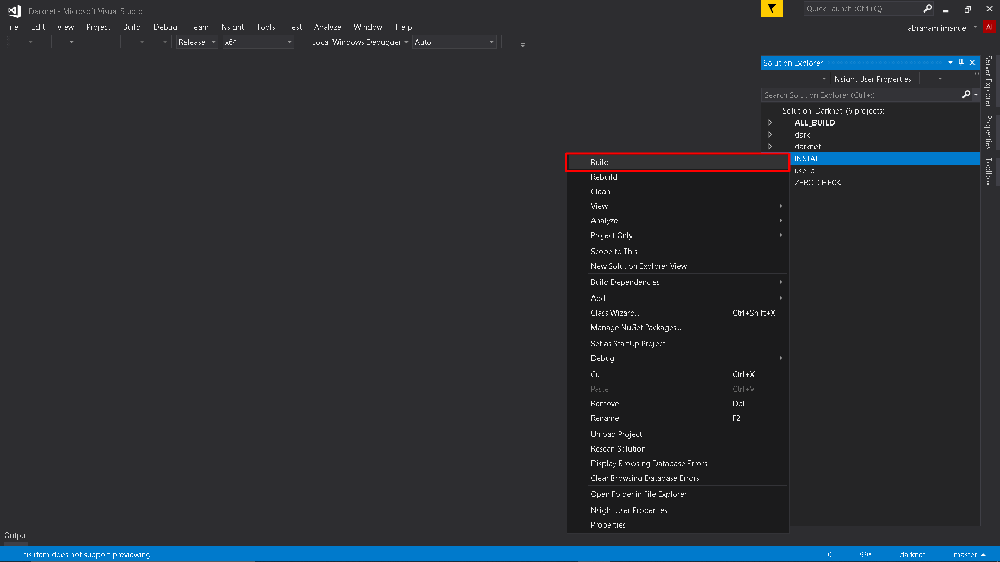 Darknet - Microsoft Visual Studio
Quick Launch (Ctrl+Q)
File Edit View Project Build Debug Team Nsight Tools Test Analyze Window Help
abraham imanuel AI
Release x64 Local Windows Debugger Auto
Solution Explorer
Nsight User Properties
Search Solution Explorer (Ctrl+;)
Solution 'Darknet' (6 projects)
ALL_BUILD
dark
darknet
INSTALL
uselib
ZERO_CHECK
Server Explorer
Properties
Toolbox
Build
Rebuild
Clean
View
Analyze
Project Only
Scope to This
New Solution Explorer View
Build Dependencies
Add
Class Wizard... Ctrl+Shift+X
Manage NuGet Packages...
Set as StartUp Project
Debug
Cut Ctrl+X
Paste Ctrl+V
Remove Del
Rename F2
Unload Project
Rescan Solution
Display Browsing Database Errors
Clear Browsing Database Errors
Open Folder in File Explorer
Nsight User Properties
Properties
Output
This item does not support previewing 0 99* darknet master